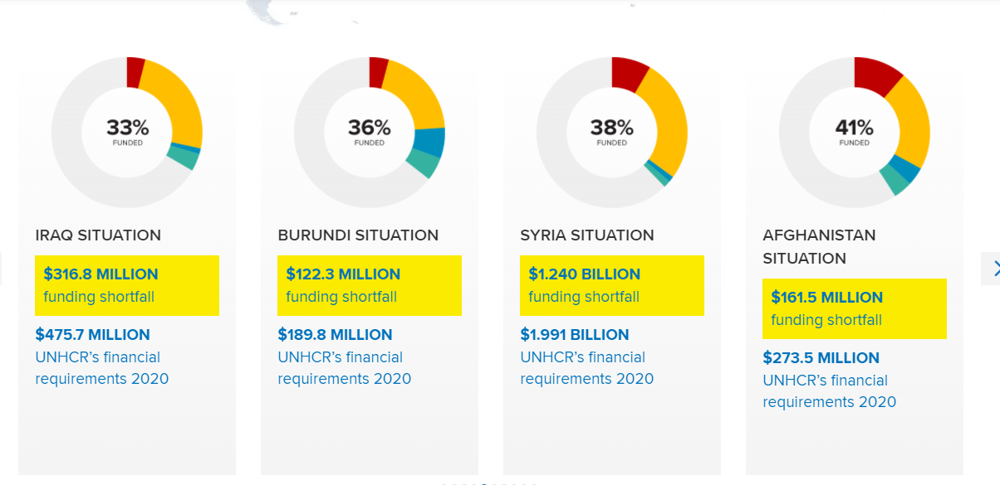 33%
FUNDED
IRAQ SITUATION
$316.8 MILLION
funding shortfall
$475.7 MILLION
UNHCR’s financial
requirements 2020
36%
FUNDED
BURUNDI SITUATION
$122.3 MILLION
funding shortfall
$189.8 MILLION
UNHCR’s financial
requirements 2020
38%
FUNDED
SYRIA SITUATION
$1.240 BILLION
funding shortfall
$1.991 BILLION
UNHCR’s financial
requirements 2020
41%
FUNDED
AFGHANISTAN
SITUATION
$161.5 MILLION
funding shortfall
$273.5 MILLION
UNHCR’s financial
requirements 2020